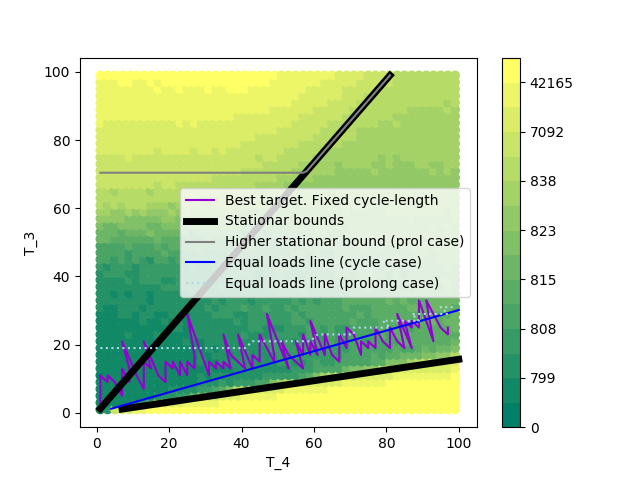 100
80
60
40
20
0
T_3
0
20
40
60
80
100
T_4
Best target. Fixed cycle-length
Stationar bounds
Higher stationar bound (prol case)
Equal loads line (cycle case)
Equal loads line (prolong case)
42165
7092
838
823
815
808
799
0